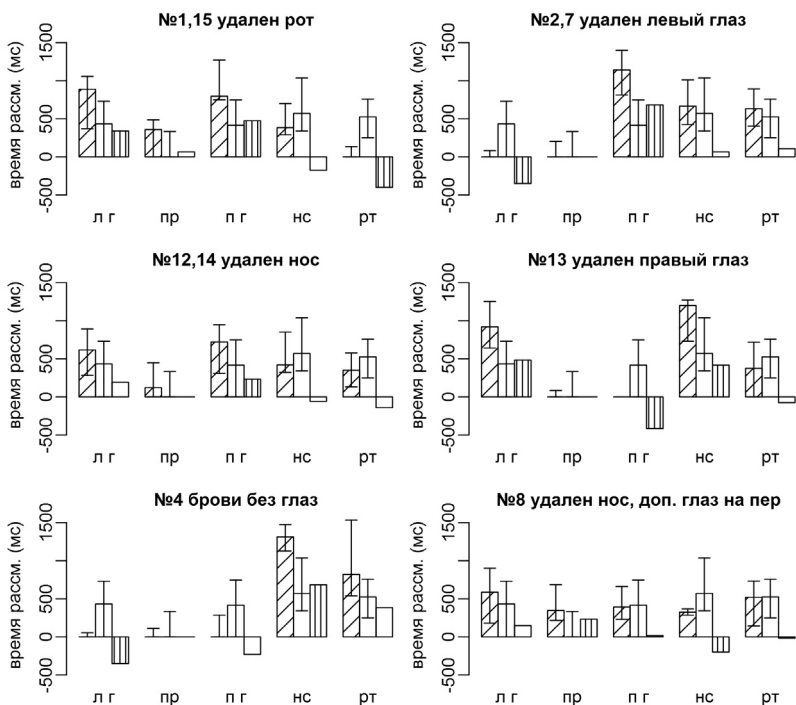 №1,15 удален рот
время рассм. (мс)
1500
500
0
-500
л г пр п г нс рт
№2,7 удален левый глаз
время рассм. (мс)
1500
500
0
-500
л г пр п г нс рт
№12,14 удален нос
время рассм. (мс)
1500
500
0
-500
л г пр п г нс рт
№13 удален правый глаз
время рассм. (мс)
1500
500
0
-500
л г пр п г нс рт
№4 брови без глаз
время рассм. (мс)
1500
500
0
-500
л г пр п г нс рт
№8 удален нос, доп. глаз на пер
время рассм. (мс)
1500
500
0
-500
л г пр п г нс рт